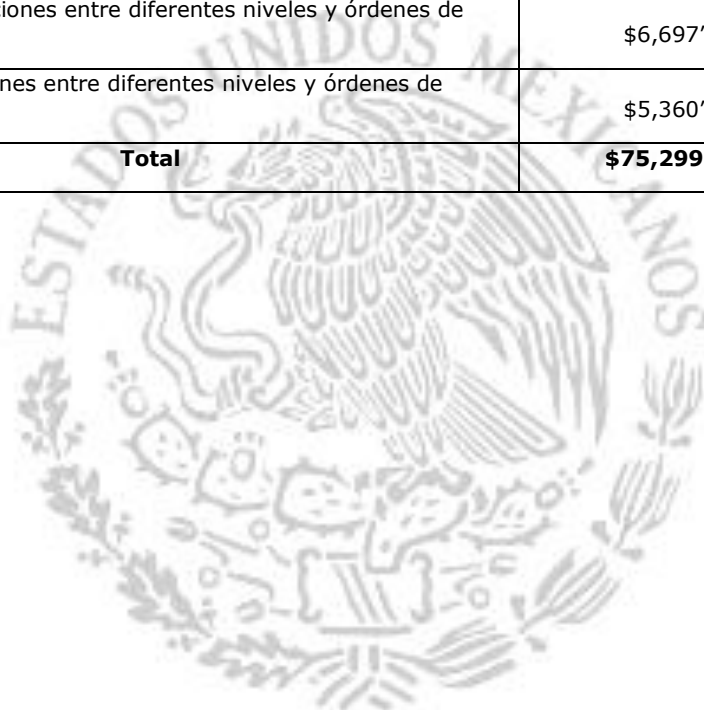 ciones entre diferentes niveles y órdenes de
$6,697'
nes entre diferentes niveles y órdenes de
$5,360'
Total $75,299
ESTADOS UNIDOS MEXICANOS